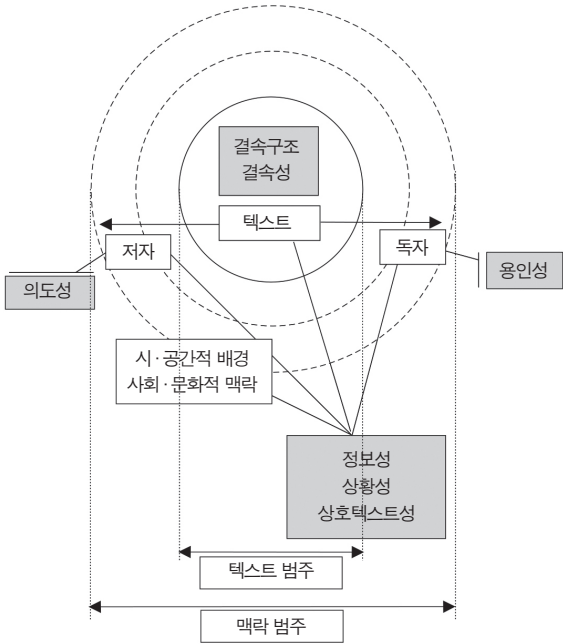 결속구조
결속성
텍스트
저자
독자
의도성
용인성
시·공간적 배경
사회·문화적 맥락
정보성
상황성
상호텍스트성
텍스트 범주
맥락 범주